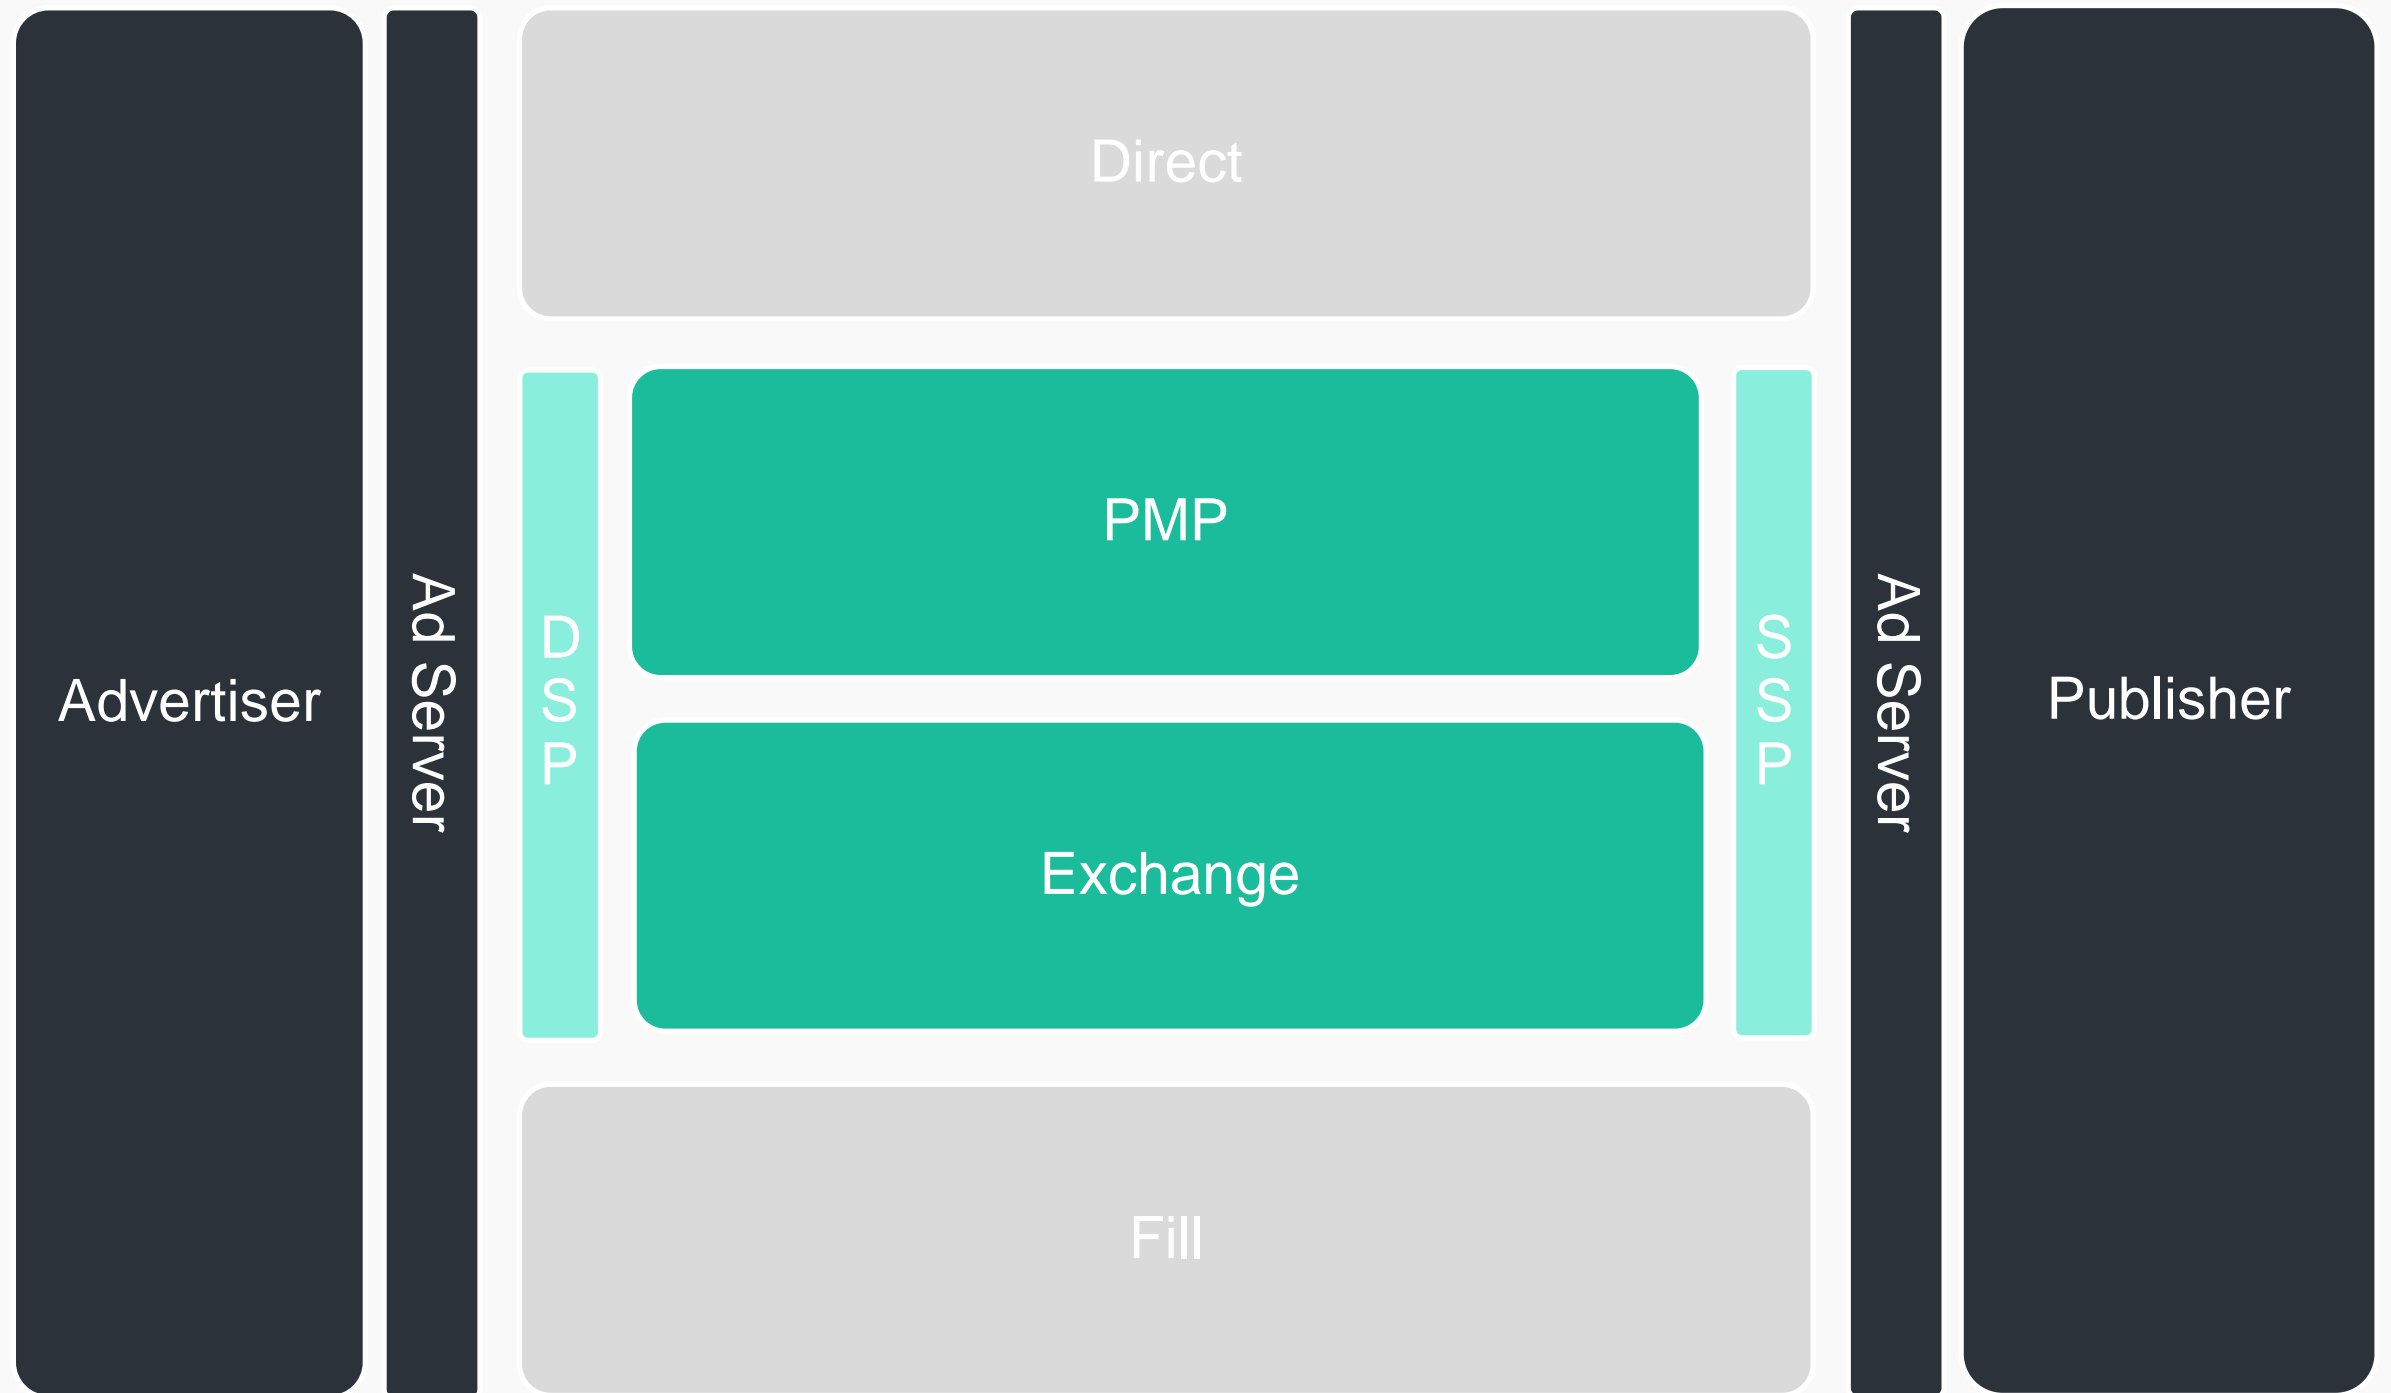 Advertiser
Ad Server
Direct
DSP
PMP
Exchange
SSP
Fill
Ad Server
Publisher